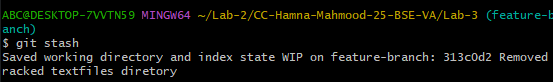 ABC@DESKTOP-7VVTN59 MINGW64 ~/Lab-2/CC-Hamna-Mahmood-25-BSE-VA/Lab-3 (feature-b
anch)
$ git stash
Saved working directory and index state WIP on feature-branch: 313c0d2 Removed
racked textfiles diretory